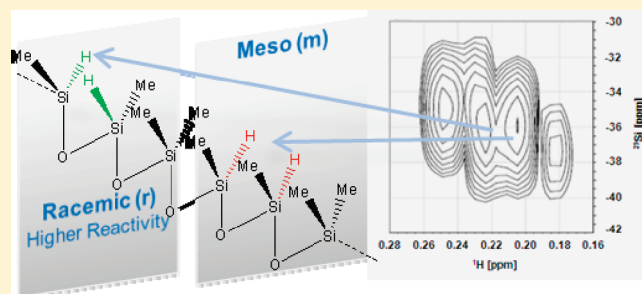 Me
H
H
Me
Si
Si
Me
Me
H
Si
Me
H
Me
Si
Me
Me
Si
Si
O
O
O
O
O
Meso (m)
Racemic (r)
Higher Reactivity
-30
-32
-34
-36
-38
-40
-42
²⁹Si [ppm]
0.28 0.26 0.24 0.22 0.20 0.18 0.16
¹H [ppm]